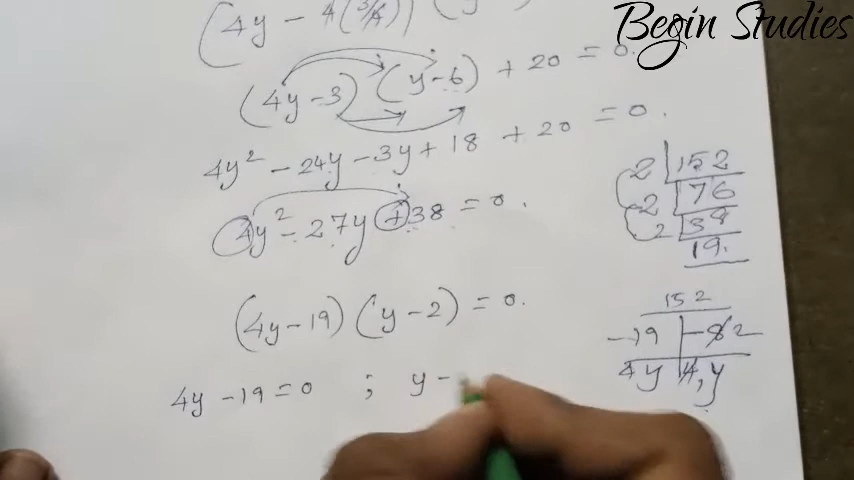 Begin Studies
(4y - 4(3/4)) (y
(4y - 3) (y - 6) + 20 = 0.
4y² - 24y - 3y + 18 + 20 = 0.
4y² - 27y + 38 = 0.
(4y - 19) (y - 2) = 0.
4y - 19 = 0 ; y -
2 | 152
2 | 76
2 | 38
19.
152
-19 | -8 2
4y | 4, y